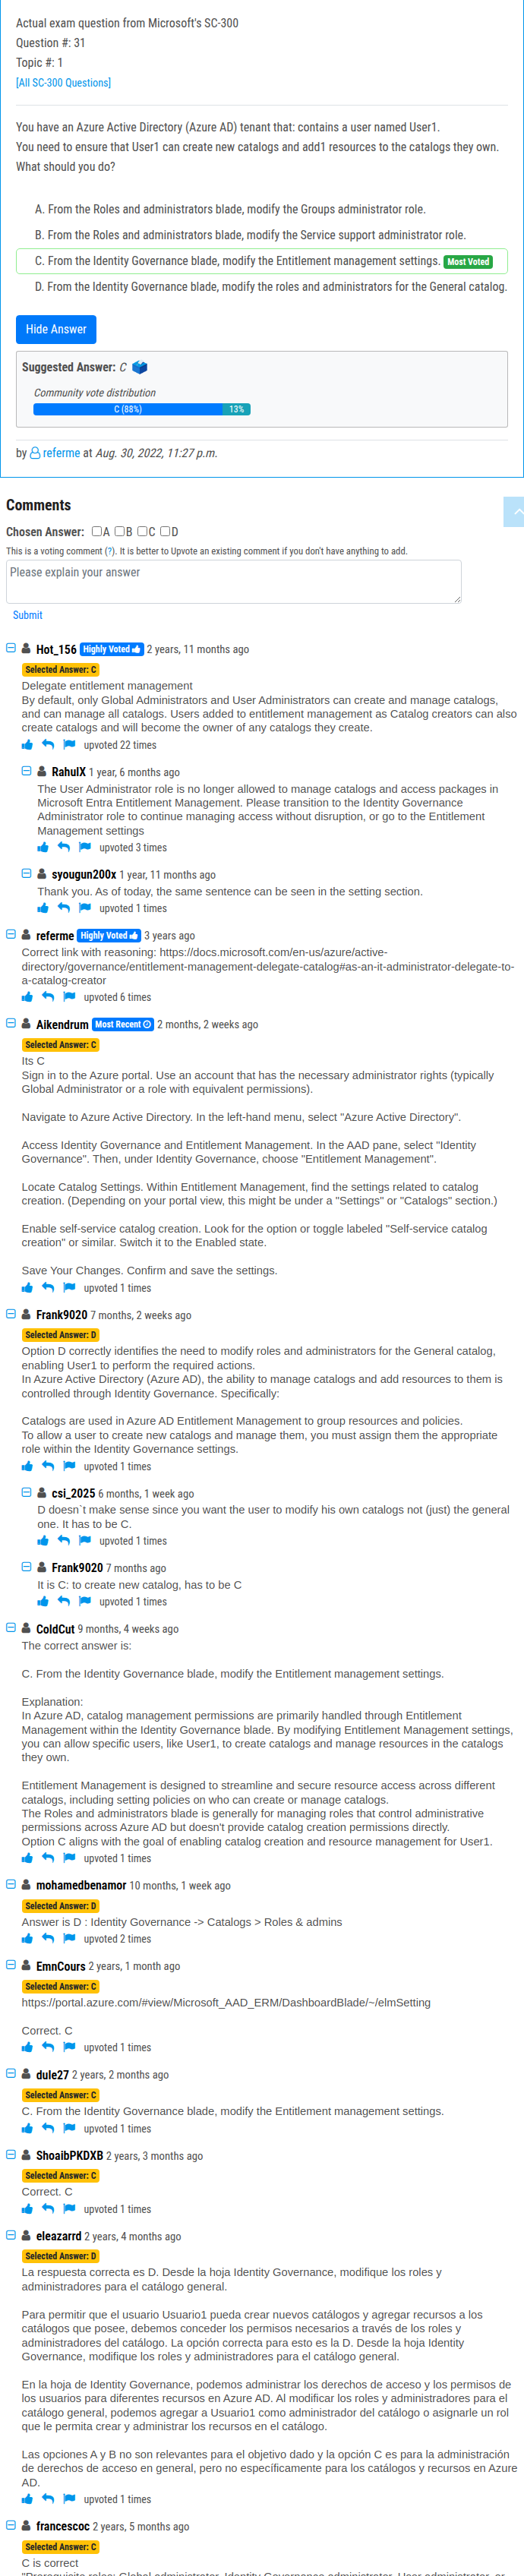 Actual exam question from Microsoft's SC-300
Question #: 31
Topic #: 1
[All SC-300 Questions]
You have an Azure Active Directory (Azure AD) tenant that: contains a user named User1.
You need to ensure that User1 can create new catalogs and add1 resources to the catalogs they own.
What should you do?
A. From the Roles and administrators blade, modify the Groups administrator role.
B. From the Roles and administrators blade, modify the Service support administrator role.
C. From the Identity Governance blade, modify the Entitlement management settings. Most Voted
D. From the Identity Governance blade, modify the roles and administrators for the General catalog.
Hide Answer
Suggested Answer: C
Community vote distribution
C (88%) 13%
by referme at Aug. 30, 2022, 11:27 p.m.
Comments
Chosen Answer: A B C D
This is a voting comment (?). It is better to Upvote an existing comment if you don't have anything to add.
Please explain your answer
Submit
Hot_156 Highly Voted 2 years, 11 months ago
Selected Answer: C
Delegate entitlement management
By default, only Global Administrators and User Administrators can create and manage catalogs,
and can manage all catalogs. Users added to entitlement management as Catalog creators can also
create catalogs and will become the owner of any catalogs they create.
upvoted 22 times
RahulX 1 year, 6 months ago
The User Administrator role is no longer allowed to manage catalogs and access packages in
Microsoft Entra Entitlement Management. Please transition to the Identity Governance
Administrator role to continue managing access without disruption, or go to the Entitlement
Management settings
upvoted 3 times
syougun200x 1 year, 11 months ago
Thank you. As of today, the same sentence can be seen in the setting section.
upvoted 1 times
referme Highly Voted 3 years ago
Correct link with reasoning: https://docs.microsoft.com/en-us/azure/active-
directory/governance/entitlement-management-delegate-catalog#as-an-it-administrator-delegate-to-
a-catalog-creator
upvoted 6 times
Aikendrum Most Recent 2 months, 2 weeks ago
Selected Answer: C
Its C
Sign in to the Azure portal. Use an account that has the necessary administrator rights (typically
Global Administrator or a role with equivalent permissions).
Navigate to Azure Active Directory. In the left-hand menu, select "Azure Active Directory".
Access Identity Governance and Entitlement Management. In the AAD pane, select "Identity
Governance". Then, under Identity Governance, choose "Entitlement Management".
Locate Catalog Settings. Within Entitlement Management, find the settings related to catalog
creation. (Depending on your portal view, this might be under a "Settings" or "Catalogs" section.)
Enable self-service catalog creation. Look for the option or toggle labeled "Self-service catalog
creation" or similar. Switch it to the Enabled state.
Save Your Changes. Confirm and save the settings.
upvoted 1 times
Frank9020 7 months, 2 weeks ago
Selected Answer: D
Option D correctly identifies the need to modify roles and administrators for the General catalog,
enabling User1 to perform the required actions.
In Azure Active Directory (Azure AD), the ability to manage catalogs and add resources to them is
controlled through Identity Governance. Specifically:
Catalogs are used in Azure AD Entitlement Management to group resources and policies.
To allow a user to create new catalogs and manage them, you must assign them the appropriate
role within the Identity Governance settings.
upvoted 1 times
csi_2025 6 months, 1 week ago
D doesn`t make sense since you want the user to modify his own catalogs not (just) the general
one. It has to be C.
upvoted 1 times
Frank9020 7 months ago
It is C: to create new catalog, has to be C
upvoted 1 times
ColdCut 9 months, 4 weeks ago
The correct answer is:
C. From the Identity Governance blade, modify the Entitlement management settings.
Explanation:
In Azure AD, catalog management permissions are primarily handled through Entitlement
Management within the Identity Governance blade. By modifying Entitlement Management settings,
you can allow specific users, like User1, to create catalogs and manage resources in the catalogs
they own.
Entitlement Management is designed to streamline and secure resource access across different
catalogs, including setting policies on who can create or manage catalogs.
The Roles and administrators blade is generally for managing roles that control administrative
permissions across Azure AD but doesn't provide catalog creation permissions directly.
Option C aligns with the goal of enabling catalog creation and resource management for User1.
upvoted 1 times
mohamedbenamor 10 months, 1 week ago
Selected Answer: D
Answer is D : Identity Governance -> Catalogs > Roles & admins
upvoted 2 times
EmnCours 2 years, 1 month ago
Selected Answer: C
https://portal.azure.com/#view/Microsoft_AAD_ERM/DashboardBlade/~/elmSetting
Correct. C
upvoted 1 times
dule27 2 years, 2 months ago
Selected Answer: C
C. From the Identity Governance blade, modify the Entitlement management settings.
upvoted 1 times
ShoaibPKDXB 2 years, 3 months ago
Selected Answer: C
Correct. C
upvoted 1 times
eleazarrd 2 years, 4 months ago
Selected Answer: D
La respuesta correcta es D. Desde la hoja Identity Governance, modifique los roles y
administradores para el catálogo general.
Para permitir que el usuario Usuario1 pueda crear nuevos catálogos y agregar recursos a los
catálogos que posee, debemos conceder los permisos necesarios a través de los roles y
administradores del catálogo. La opción correcta para esto es la D. Desde la hoja Identity
Governance, modifique los roles y administradores para el catálogo general.
En la hoja de Identity Governance, podemos administrar los derechos de acceso y los permisos de
los usuarios para diferentes recursos en Azure AD. Al modificar los roles y administradores para el
catálogo general, podemos agregar a Usuario1 como administrador del catálogo o asignarle un rol
que le permita crear y administrar los recursos en el catálogo.
Las opciones A y B no son relevantes para el objetivo dado y la opción C es para la administración
de derechos de acceso en general, pero no específicamente para los catálogos y recursos en Azure
AD.
upvoted 1 times
francescoc 2 years, 5 months ago
Selected Answer: C
C is correct